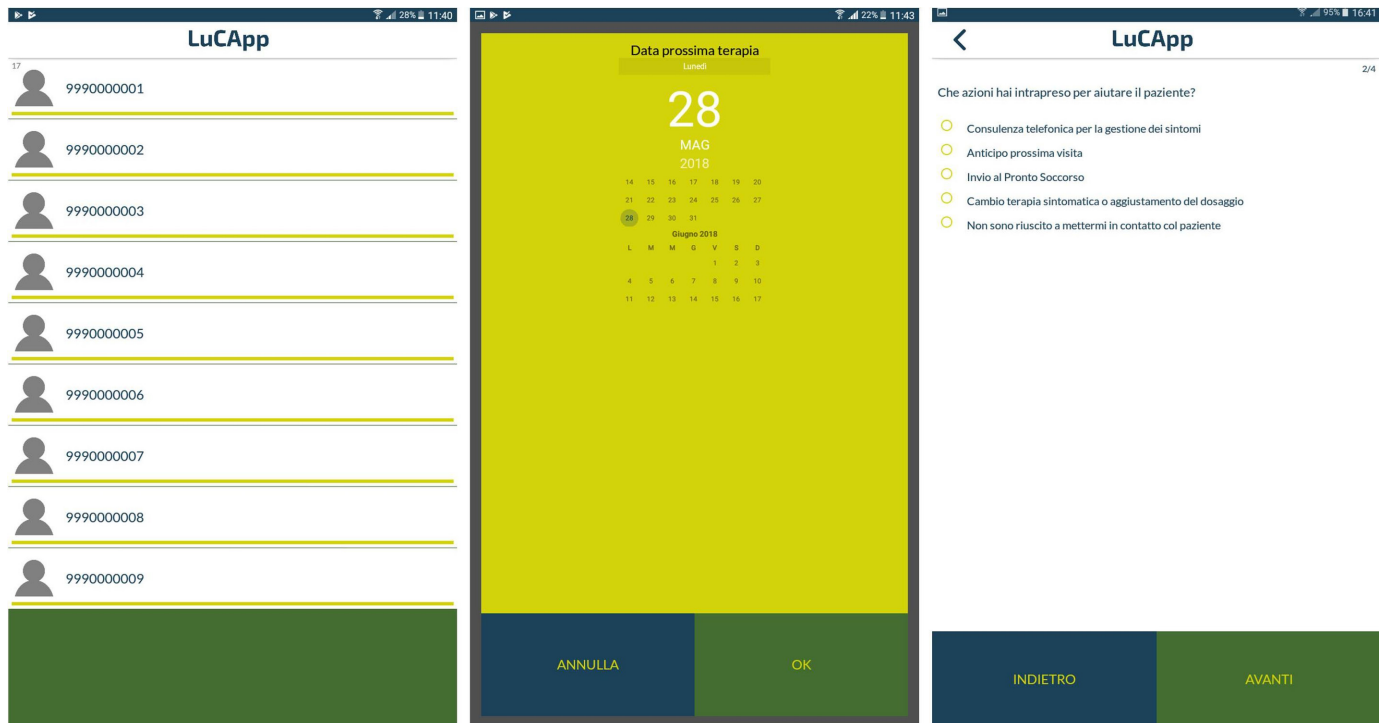 28% 11:40
LuCApp
17
9990000001
9990000002
9990000003
9990000004
9990000005
9990000006
9990000007
9990000008
9990000009
22% 11:43
Data prossima terapia
Lunedì
28
MAG
2018
14 15 16 17 18 19 20
21 22 23 24 25 26 27
28 29 30 31
Giugno 2018
L M M G V S D
1 2 3
4 5 6 7 8 9 10
11 12 13 14 15 16 17
ANNULLA OK
95% 16:41
LuCApp
2/4
Che azioni hai intrapreso per aiutare il paziente?
Consulenza telefonica per la gestione dei sintomi
Anticipo prossima visita
Invio al Pronto Soccorso
Cambio terapia sintomatica o aggiustamento del dosaggio
Non sono riuscito a mettermi in contatto col paziente
INDIETRO AVANTI